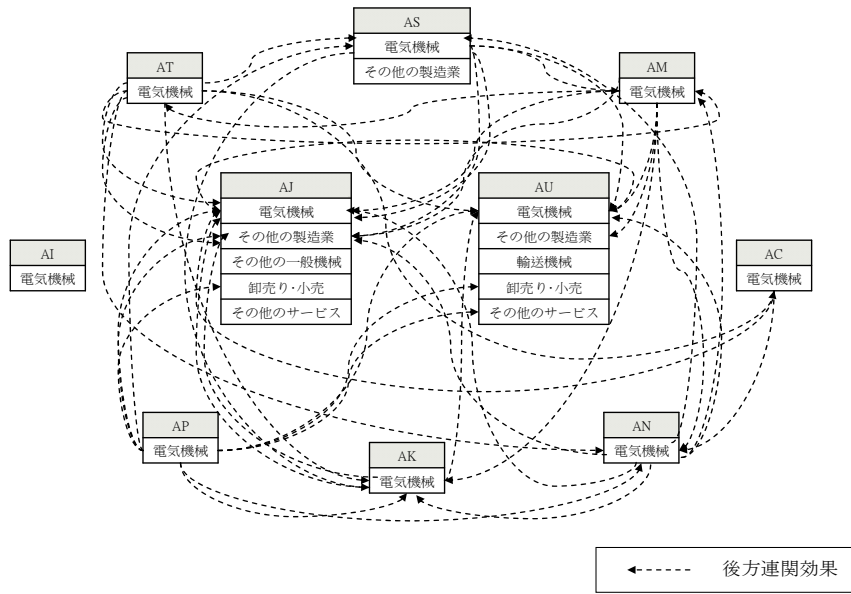 AS
電気機械
その他の製造業
AT
電気機械
AM
電気機械
AJ
電気機械
その他の製造業
その他の一般機械
卸売り・小売
その他のサービス
AU
電気機械
その他の製造業
輸送機械
卸売り・小売
その他のサービス
AI
電気機械
AC
電気機械
AP
電気機械
AK
電気機械
AN
電気機械
後方連関効果